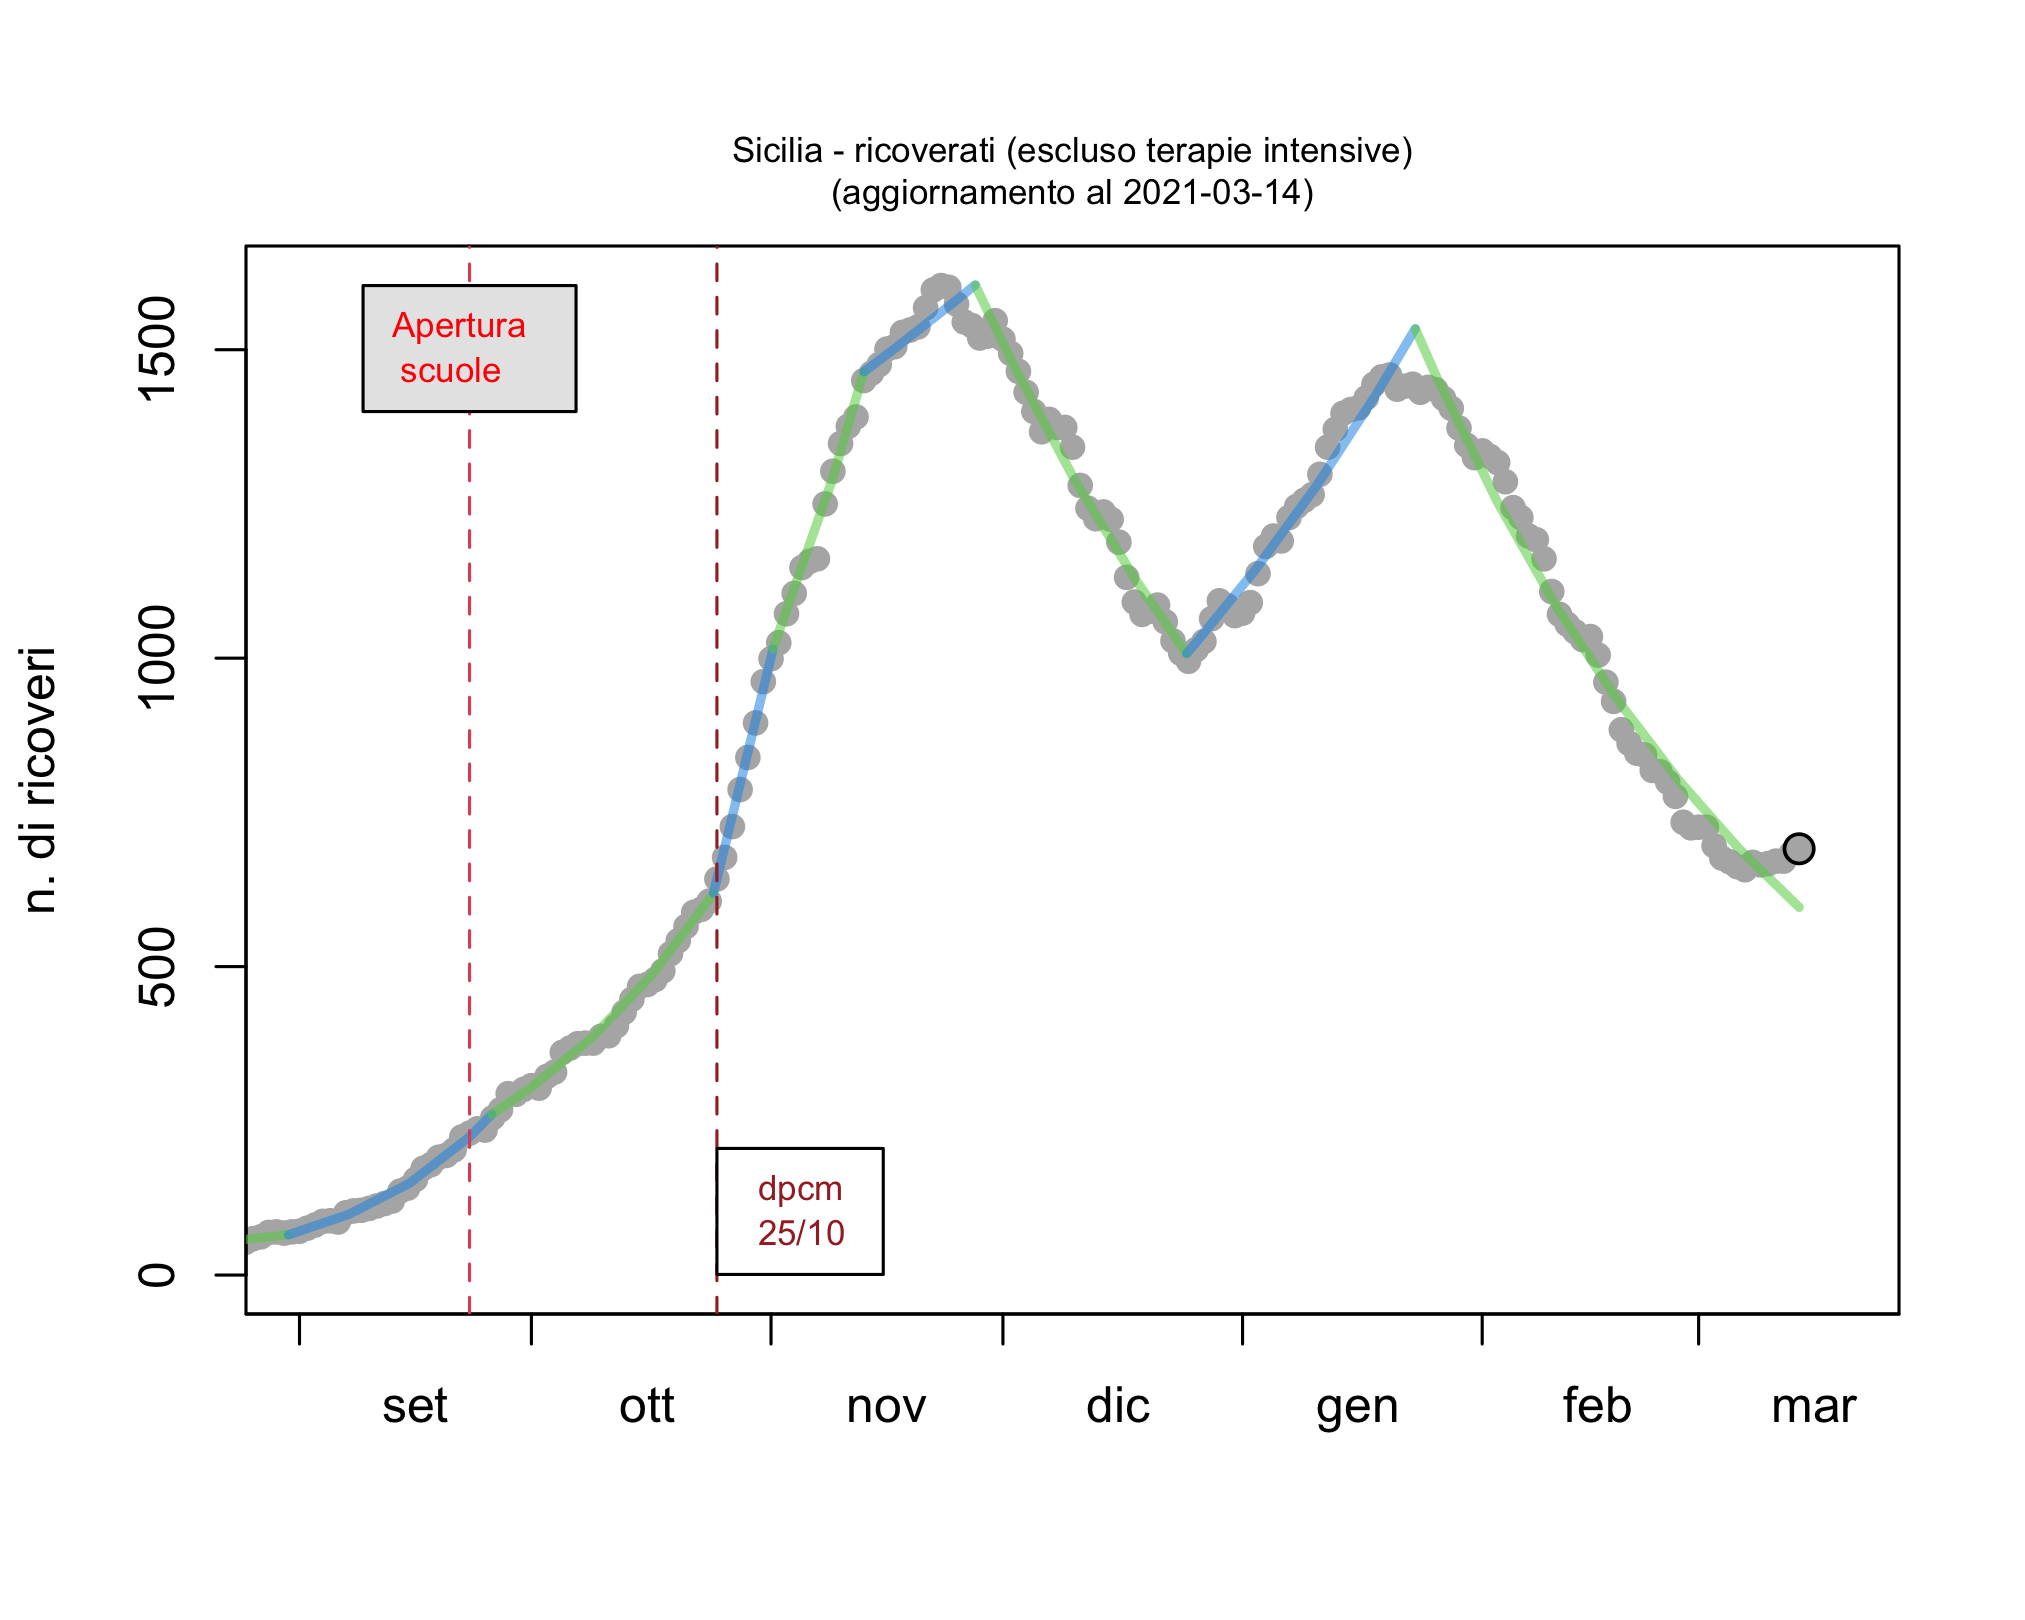 Sicilia - ricoverati (escluso terapie intensive)
(aggiornamento al 2021-03-14)
n. di ricoveri
1500
1000
500
0
Apertura
scuole
dpcm
25/10
set ott nov dic gen feb mar